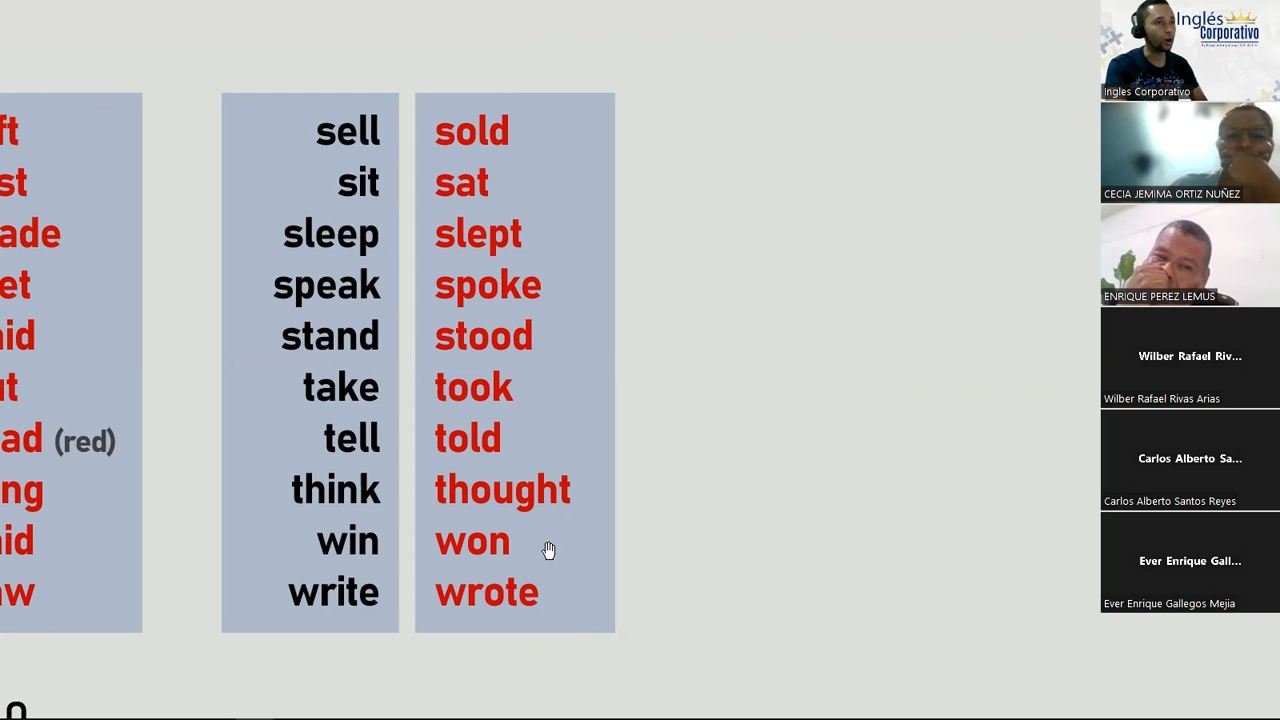 sell sold
sit sat
sleep slept
speak spoke
stand stood
take took
tell told
(red)
think thought
win won
write wrote
Inglés
Corporativo
Ingles Corporativo
CECIA JEMIMA ORTIZ NUÑEZ
ENRIQUE PEREZ LEMUS
Wilber Rafael Riv...
Wilber Rafael Rivas Arias
Carlos Alberto Sa...
Carlos Alberto Santos Reyes
Ever Enrique Gall...
Ever Enrique Gallegos Mejia